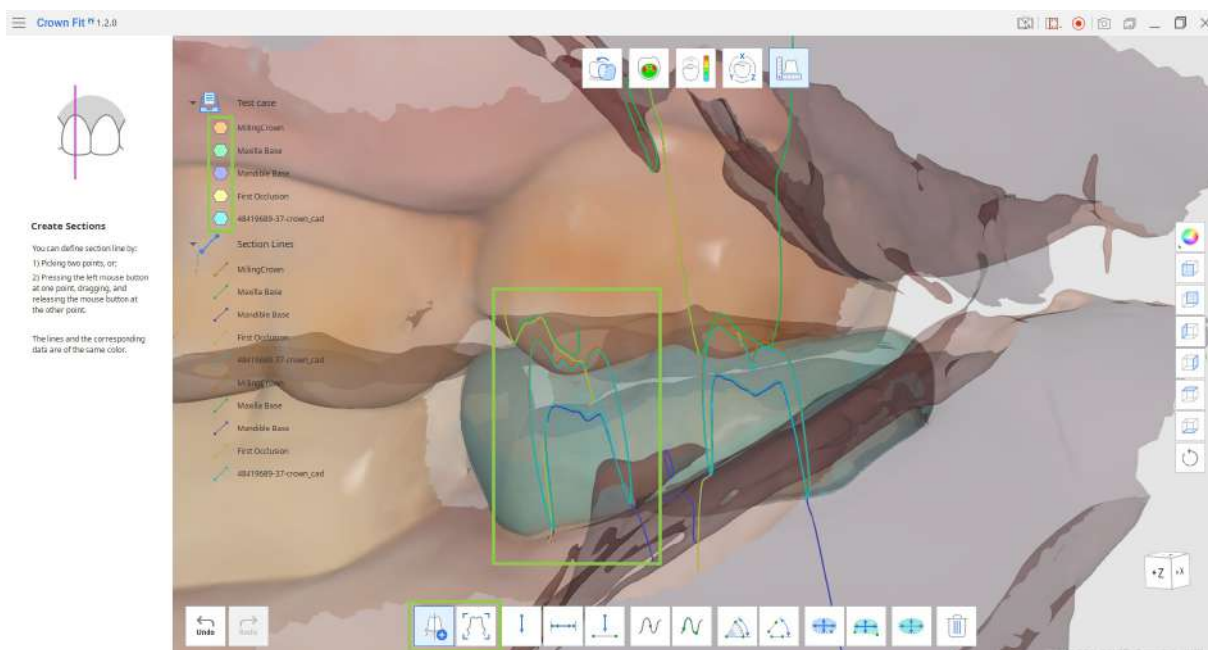 Crown Fit 1.2.0
Create Sections
You can define section line by:
1) Picking two points, or;
2) Pressing the left mouse button
at one point, dragging, and
releasing the mouse button at
the other point.
The lines and the corresponding
data are of the same color.
Test case
MillingCrown
Maxilla Base
Mandible Base
First Occlusion
48419689-37-crown_cad
Section Lines
MillingCrown
Maxilla Base
Mandible Base
First Occlusion
48419689-37-crown_cad
MillingCrown
Maxilla Base
Mandible Base
First Occlusion
48419689-37-crown_cad
X
Y
Z
+Z
+X
Undo
Redo